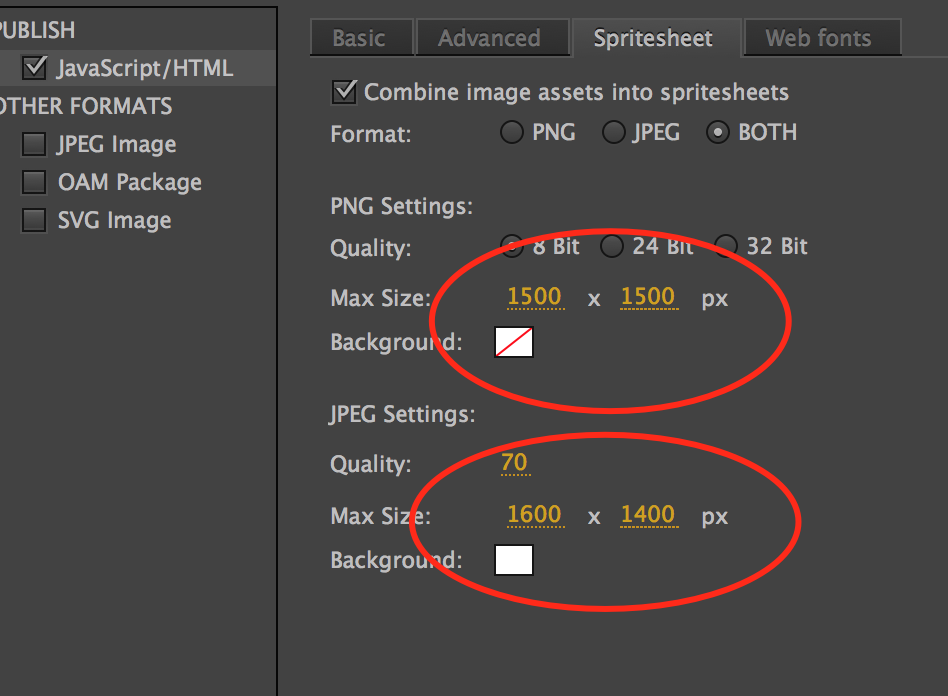 PUBLISH
JavaScript/HTML
OTHER FORMATS
JPEG Image
OAM Package
SVG Image
Basic Advanced Spritesheet Web fonts
Combine image assets into spritesheets
Format: PNG JPEG BOTH
PNG Settings:
Quality: 8 Bit 24 Bit 32 Bit
Max Size: 1500 x 1500 px
Background:
JPEG Settings:
Quality: 70
Max Size: 1600 x 1400 px
Background: